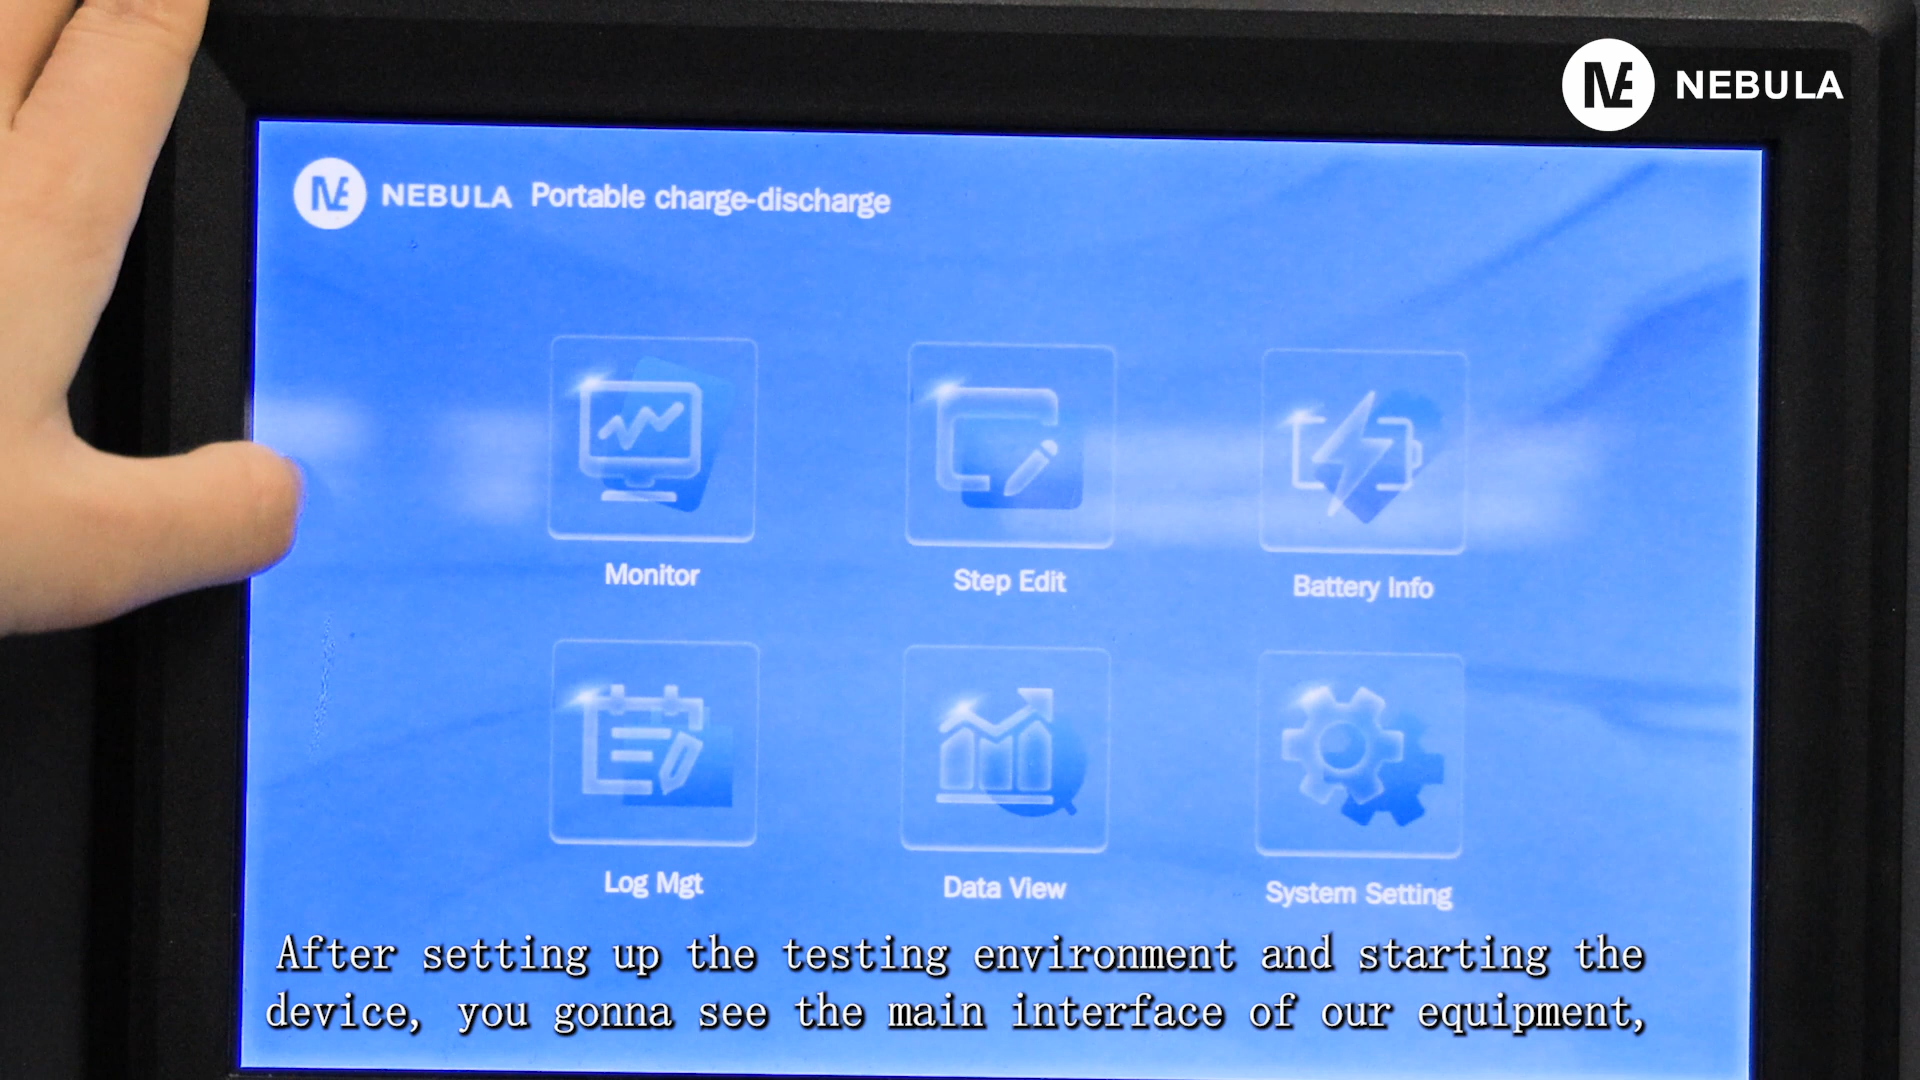 NEBULA
NEBULA Portable charge-discharge
Monitor
Step Edit
Battery Info
Log Mgt
Data View
System Setting
After setting up the testing environment and starting the
device, you gonna see the main interface of our equipment,